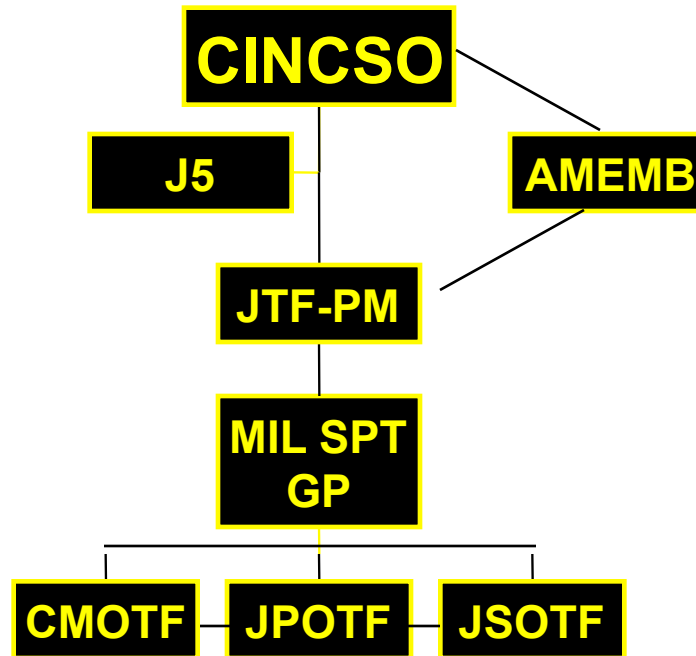 CINCSO
J5
AMEMB
JTF-PM
MIL SPT
GP
CMOTF
JPOTF
JSOTF